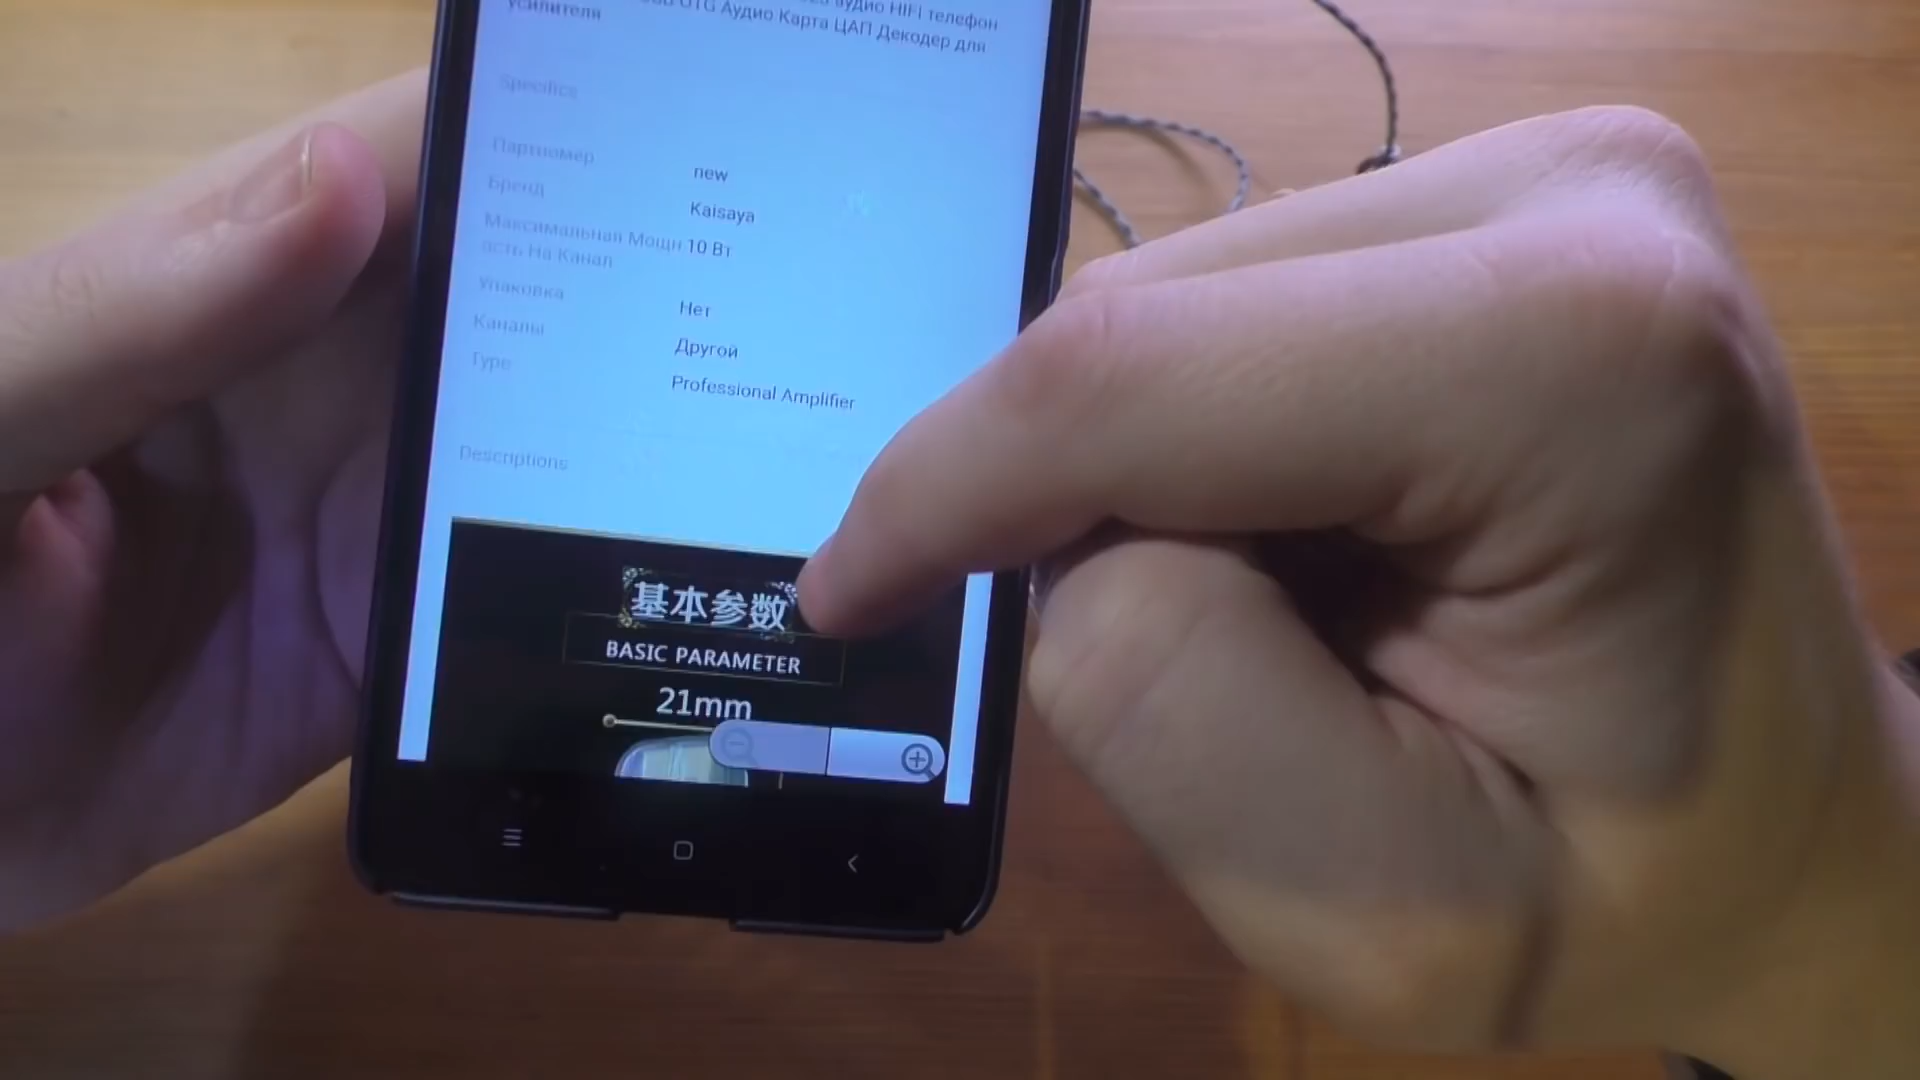 аудио HIFI телефон
OTG Аудио Карта ЦАП Декодер для
усилителя
Specifics
Партномер new
Бренд Kaisaya
Максимальная Мощн 10 Вт
ость На Канал
Упаковка Нет
Каналы Другой
Type Professional Amplifier
Descriptions
基本参数
BASIC PARAMETER
21mm